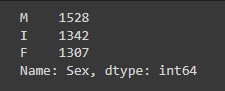 M    1528
I    1342
F    1307
Name: Sex, dtype: int64